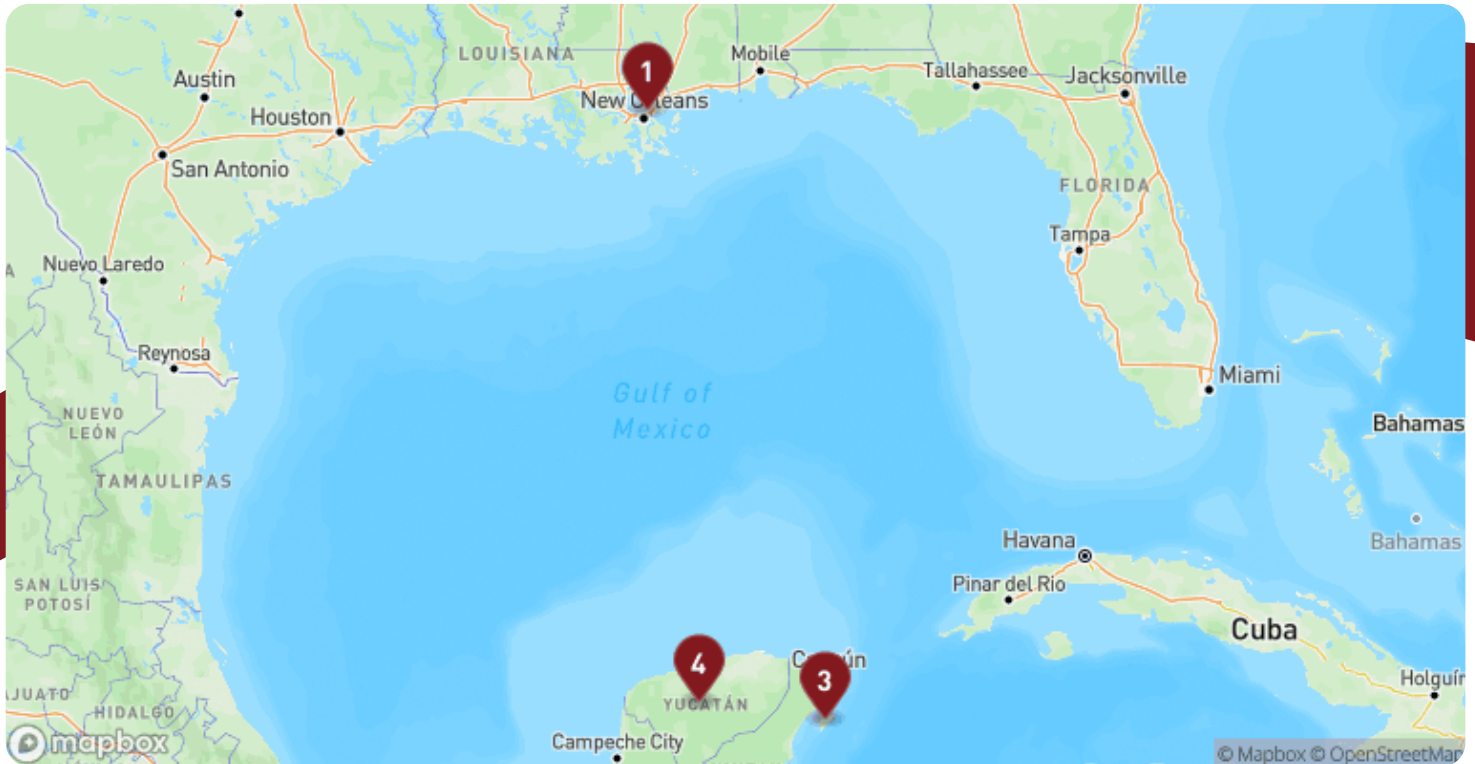 LOUISIANA
Mobile
1
Austin
Tallahassee
Jacksonville
New Orleans
Houston
San Antonio
FLORIDA
Tampa
Nuevo Laredo
A
Reynosa
Miami
Gulf of
Mexico
NUEVO
LEÓN
Bahamas
TAMAULIPAS
Havana
Bahamas
SAN LUIS
POTOSÍ
Pinar del Rio
Cuba
4
3
Holguín
AJUATO
YUCATÁN
HIDALGO
Campeche City
mapbox
© Mapbox © OpenStreetMap